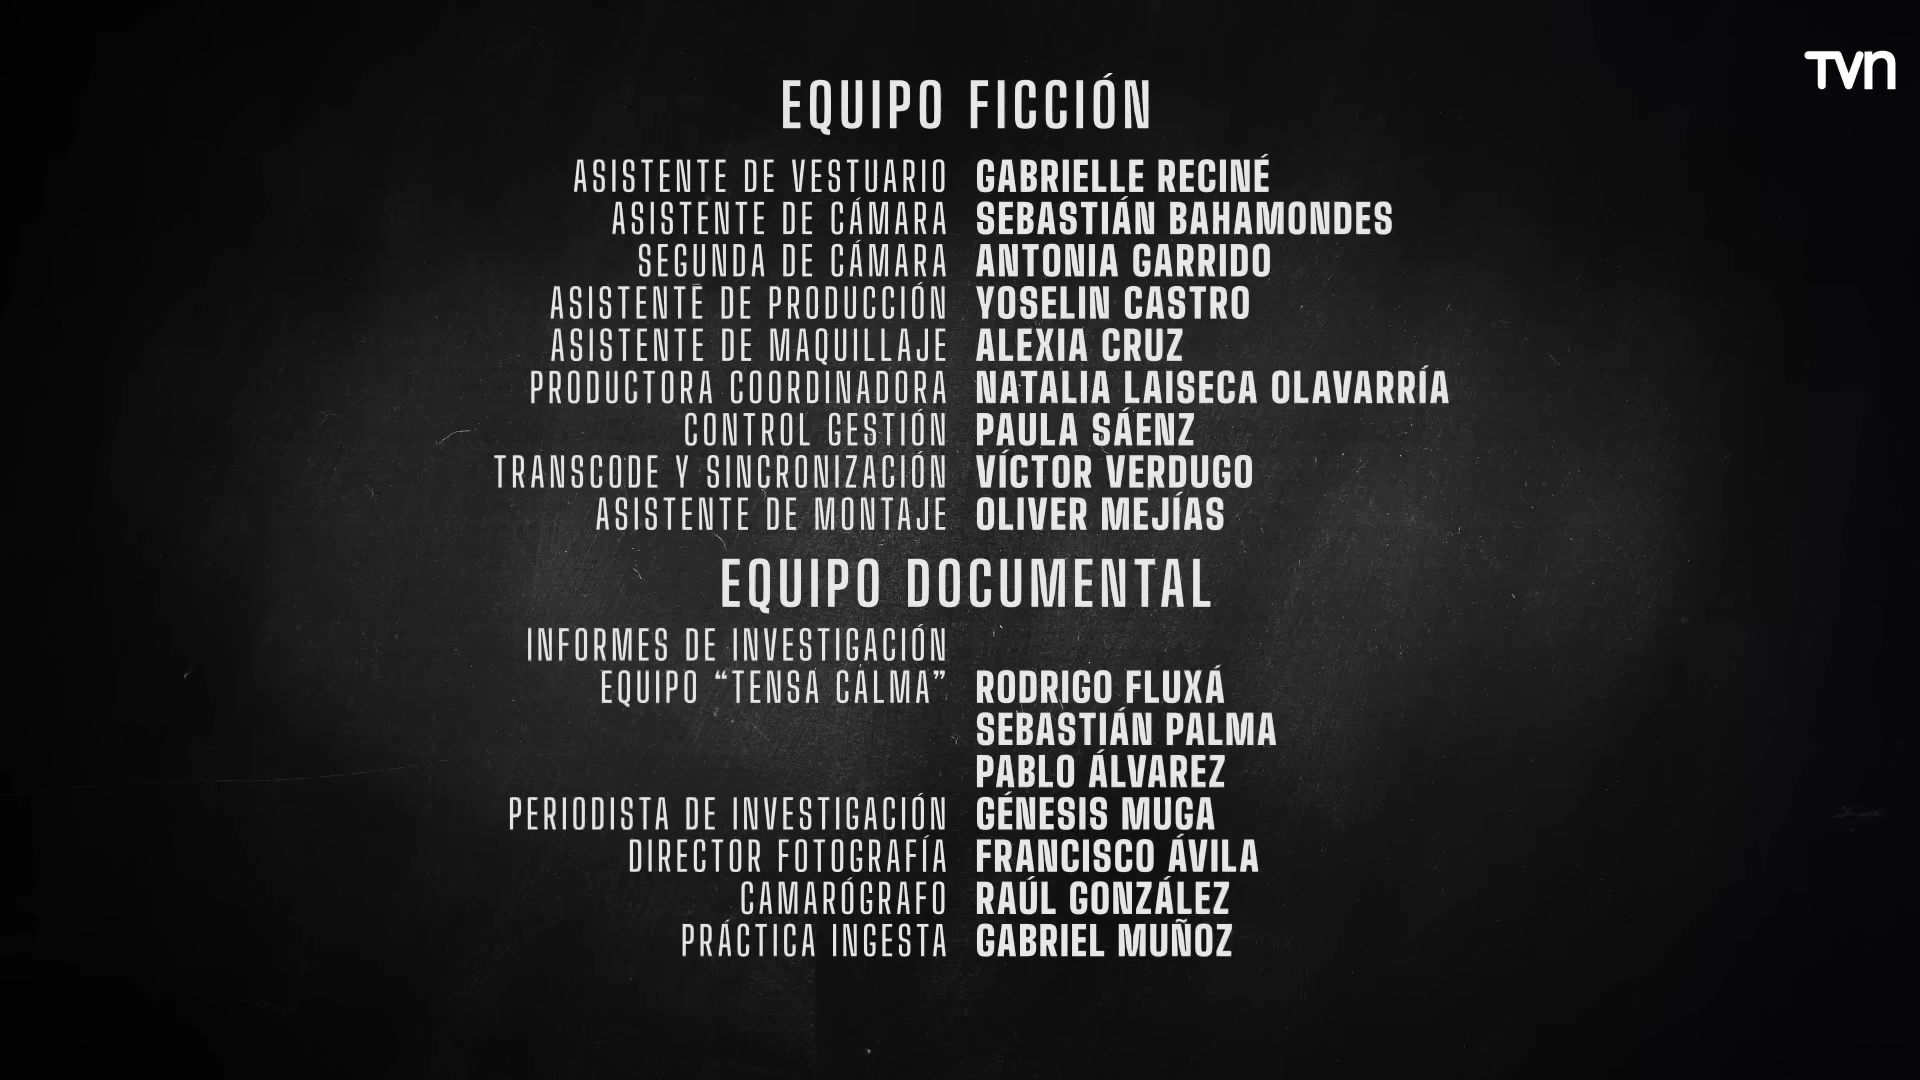 TVN
EQUIPO FICCIÓN
ASISTENTE DE VESTUARIO GABRIELLE RECINÉ
ASISTENTE DE CÁMARA SEBASTIÁN BAHAMONDES
SEGUNDA DE CÁMARA ANTONIA GARRIDO
ASISTENTE DE PRODUCCIÓN YOSELIN CASTRO
ASISTENTE DE MAQUILLAJE ALEXIA CRUZ
PRODUCTORA COORDINADORA NATALIA LAISECA OLAVARRÍA
CONTROL GESTIÓN PAULA SÁENZ
TRANSCODE Y SINCRONIZACIÓN VÍCTOR VERDUGO
ASISTENTE DE MONTAJE OLIVER MEJÍAS
EQUIPO DOCUMENTAL
INFORMES DE INVESTIGACIÓN
EQUIPO “TENSA CALMA” RODRIGO FLUXÁ
SEBASTIÁN PALMA
PABLO ÁLVAREZ
PERIODISTA DE INVESTIGACIÓN GÉNESIS MUGA
DIRECTOR FOTOGRAFÍA FRANCISCO ÁVILA
CAMARÓGRAFO RAÚL GONZÁLEZ
PRÁCTICA INGESTA GABRIEL MUÑOZ